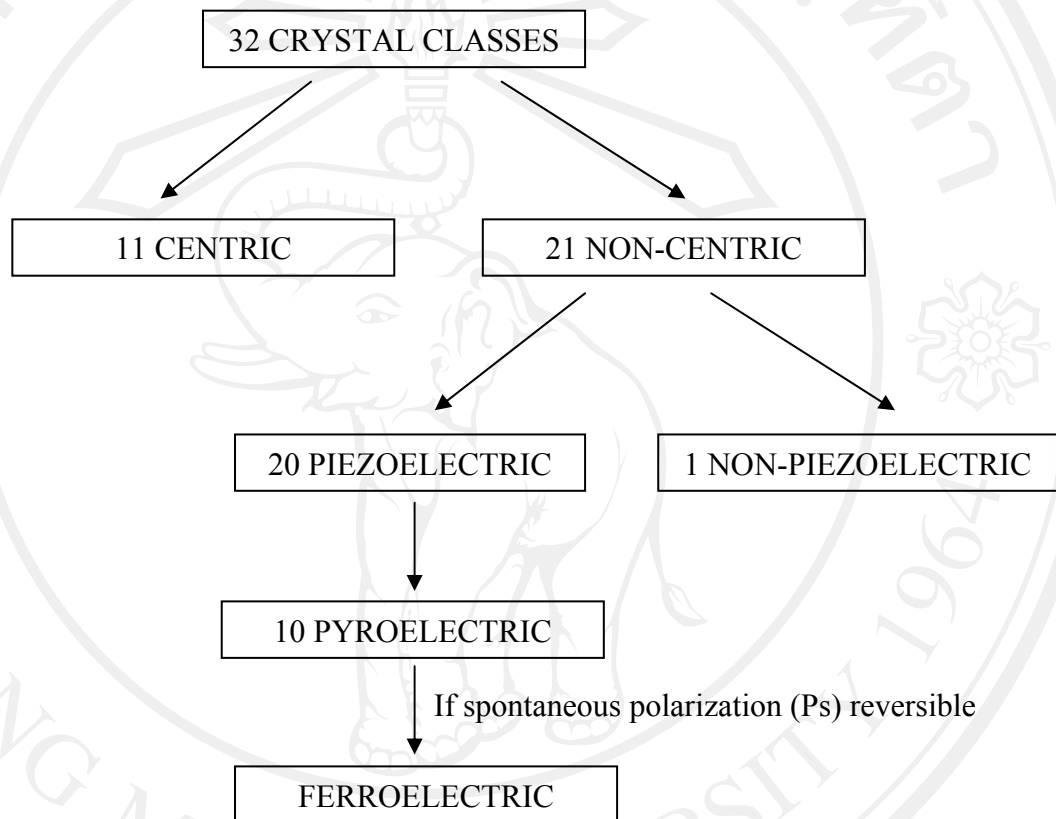 32 CRYSTAL CLASSES
11 CENTRIC
21 NON-CENTRIC
20 PIEZOELECTRIC
1 NON-PIEZOELECTRIC
10 PYROELECTRIC
If spontaneous polarization (Ps) reversible
FERROELECTRIC
1964